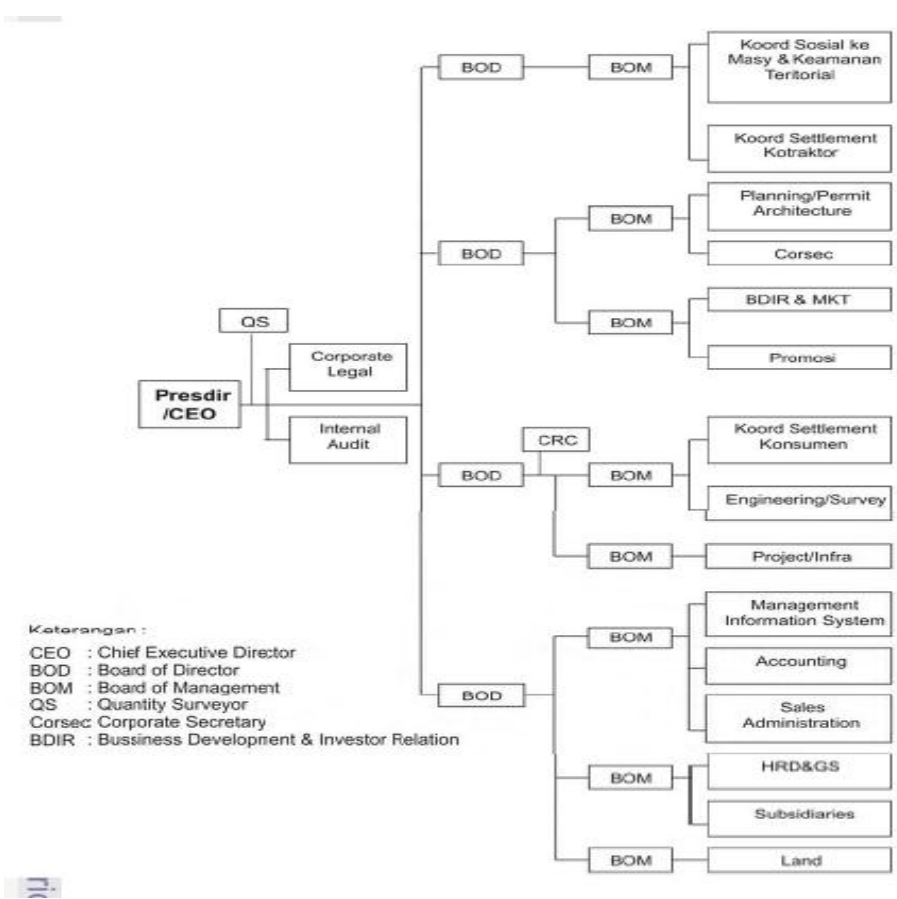 BOD
BOM
Koord Sosial ke
Masy & Keamanan
Teritorial
Koord Settlement
Kotraktor
BOD
BOM
Planning/Permit
Architecture
Corsec
BOM
BDIR & MKT
Promosi
QS
Corporate
Legal
Presdir
/CEO
Internal
Audit
BOD
CRC
BOM
Koord Settlement
Konsumen
Engineering/Survey
BOM
Project/Infra
BOD
BOM
Management
Information System
Accounting
Sales
Administration
BOM
HRD&GS
Subsidiaries
BOM
Land
Keterangan :
CEO : Chief Executive Director
BOD : Board of Director
BOM : Board of Management
QS : Quantity Surveyor
Corsec: Corporate Secretary
BDIR : Bussiness Development & Investor Relation